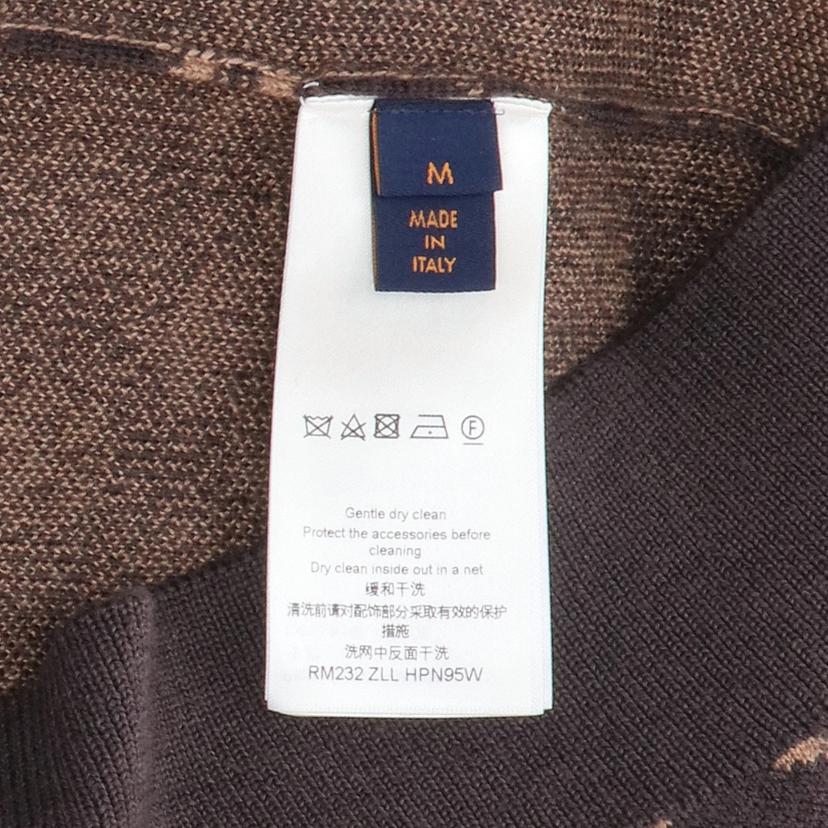 M
MADE
IN
ITALY
F
Gentle dry clean
Protect the accessories before
cleaning
Dry clean inside out in a net
缓和干洗
清洗前请对配饰部分采取有效的保护
措施
洗网中反面干洗
RM232 ZLL HPN95W